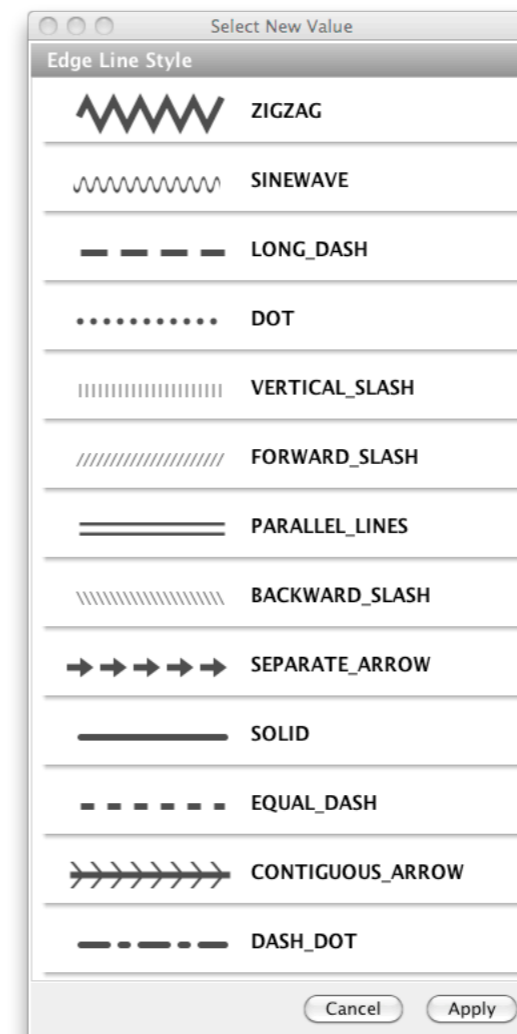 Select New Value
Edge Line Style
ZIGZAG
SINEWAVE
LONG_DASH
DOT
VERTICAL_SLASH
FORWARD_SLASH
PARALLEL_LINES
BACKWARD_SLASH
SEPARATE_ARROW
SOLID
EQUAL_DASH
CONTIGUOUS_ARROW
DASH_DOT
Cancel Apply